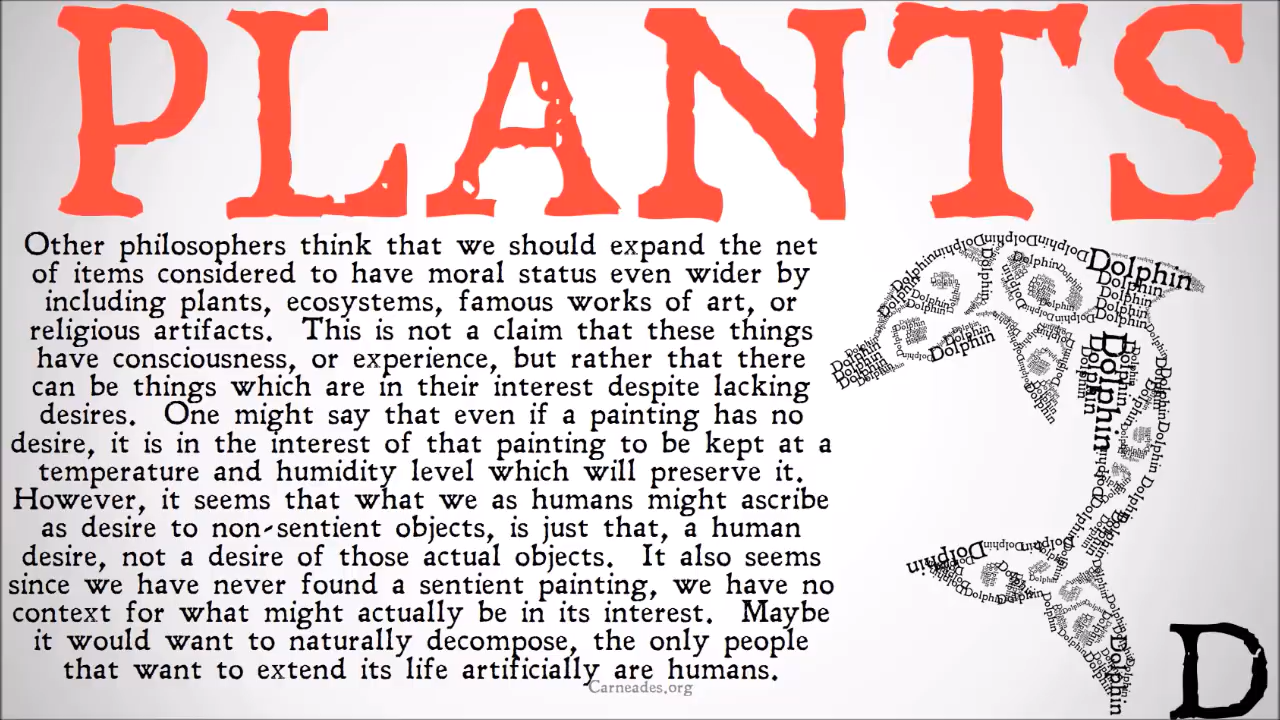 PLANTS
Other philosophers think that we should expand the net
of items considered to have moral status even wider by
including plants, ecosystems, famous works of art, or
religious artifacts.  This is not a claim that these things
have consciousness, or experience, but rather that there
can be things which are in their interest despite lacking
desires.  One might say that even if a painting has no
desire, it is in the interest of that painting to be kept at a
temperature and humidity level which will preserve it.
However, it seems that what we as humans might ascribe
as desire to non-sentient objects, is just that, a human
desire, not a desire of those actual objects.  It also seems
since we have never found a sentient painting, we have no
context for what might actually be in its interest.  Maybe
it would want to naturally decompose, the only people
that want to extend its life artificially are humans.
Carneades.org
Dolphin
Dolphin
Dolphin
Dolphin
Dolphin
Dolphin
Dolphin
Dolphin
D